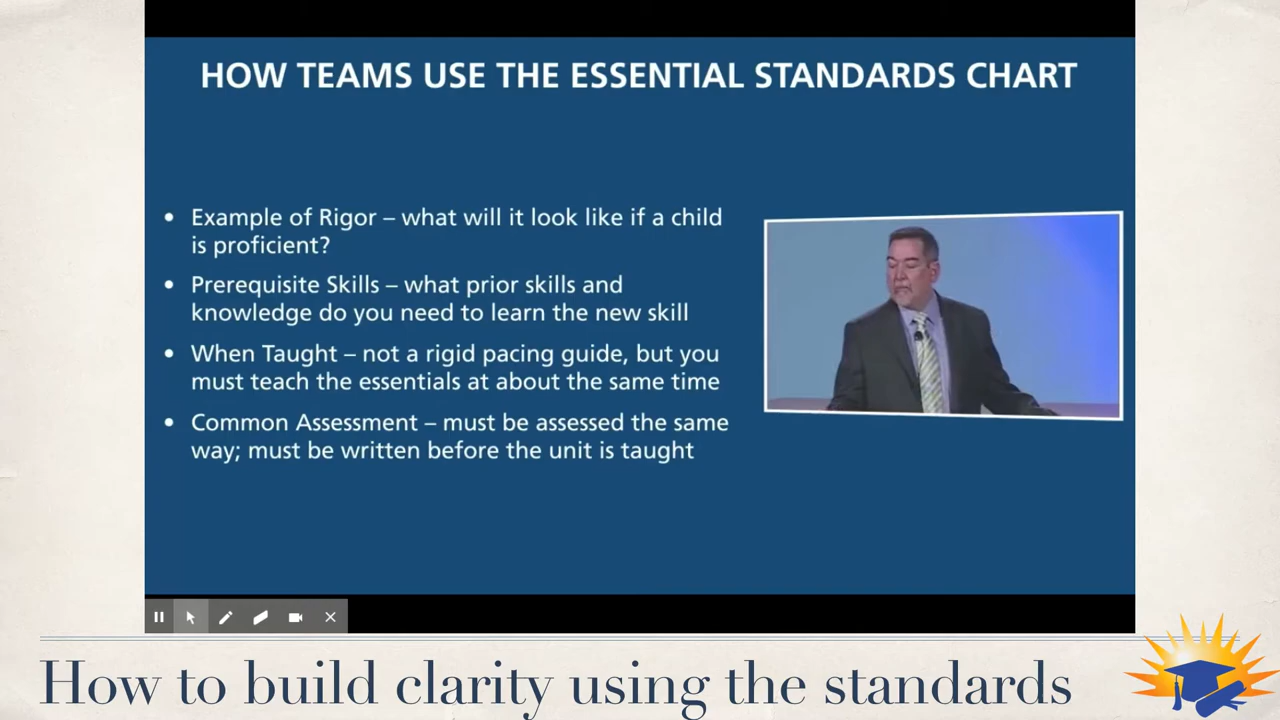 HOW TEAMS USE THE ESSENTIAL STANDARDS CHART
• Example of Rigor – what will it look like if a child
is proficient?
• Prerequisite Skills – what prior skills and
knowledge do you need to learn the new skill
• When Taught – not a rigid pacing guide, but you
must teach the essentials at about the same time
• Common Assessment – must be assessed the same
way; must be written before the unit is taught
How to build clarity using the standards